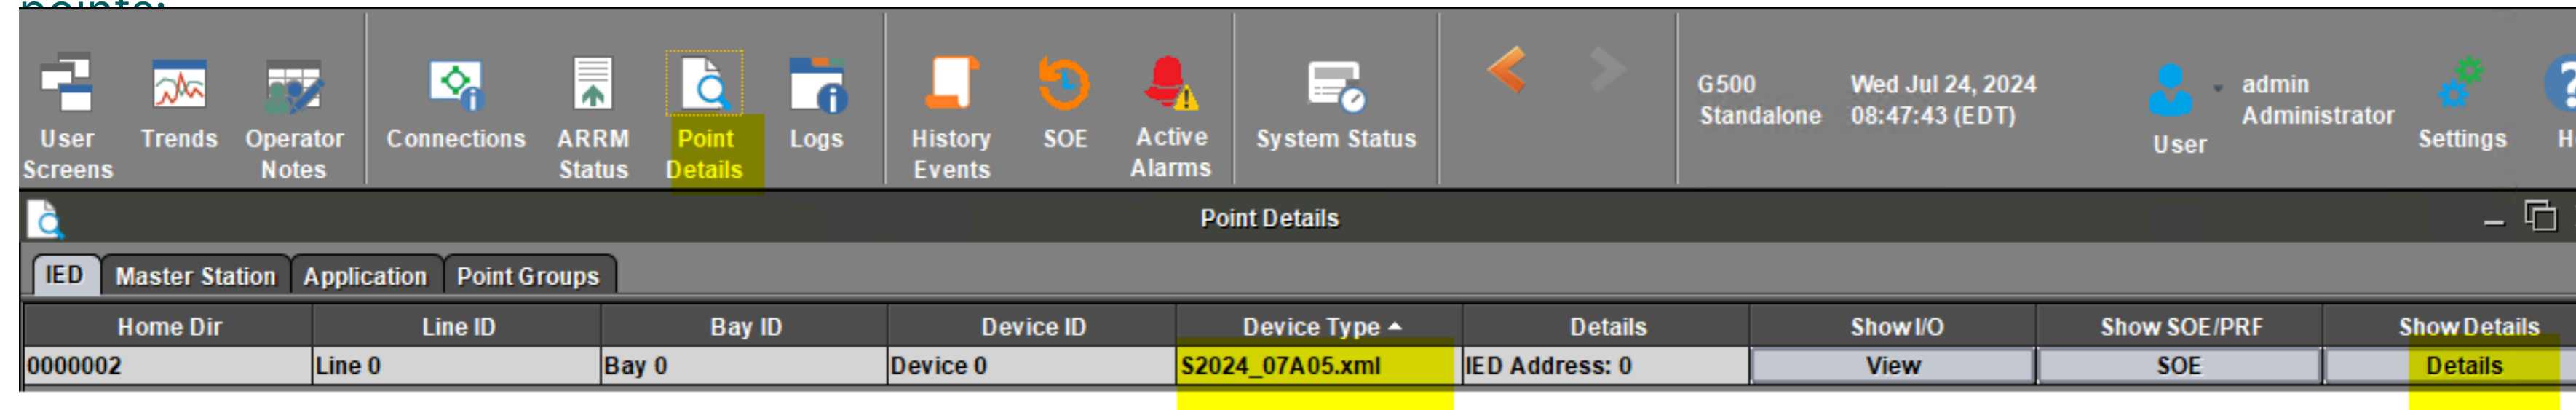 points:
User Screens
Trends
Operator Notes
Connections
ARRM Status
Point Details
Logs
History Events
SOE
Active Alarms
System Status
G500 Standalone
Wed Jul 24, 2024 08:47:43 (EDT)
User
admin Administrator
Settings
Point Details
IED Master Station Application Point Groups
Home Dir Line ID Bay ID Device ID Device Type Details Show I/O Show SOE/PRF Show Details
0000002 Line 0 Bay 0 Device 0 S2024_07A05.xml IED Address: 0 View SOE Details